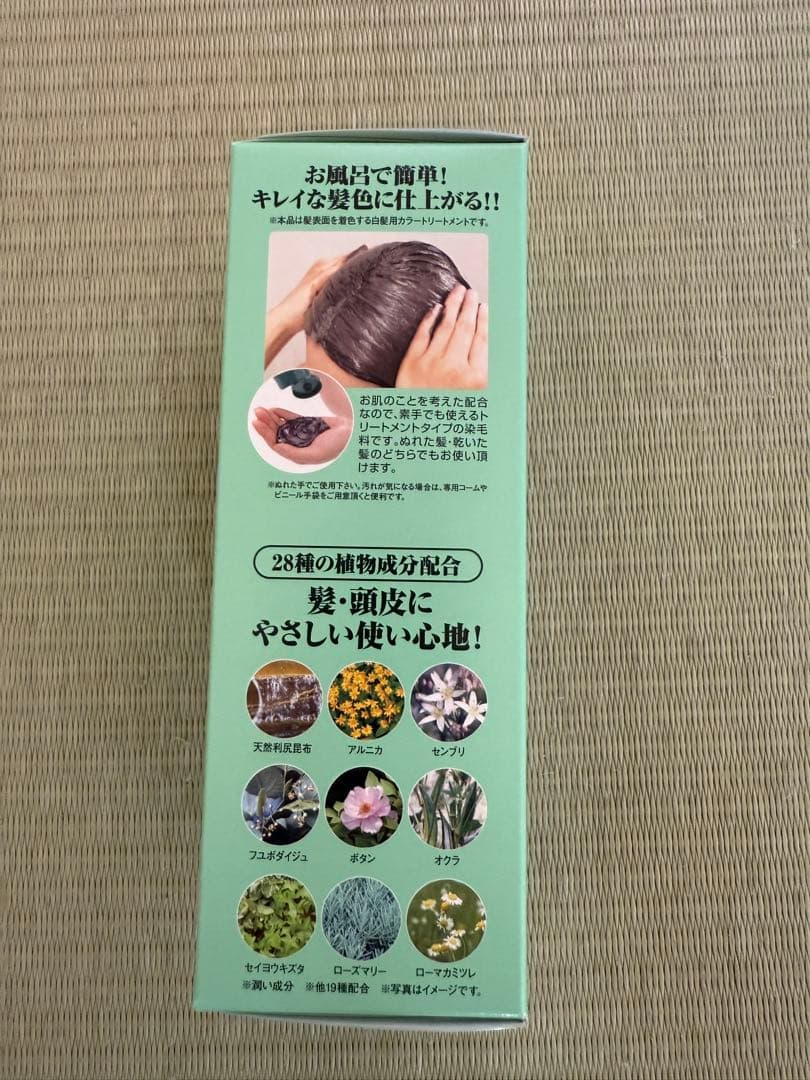 お風呂で簡単!
キレイな髪色に仕上がる!!
※本品は髪表面を着色する白髪用カラートリートメントです。
お肌のことを考えた配合
なので、素手でも使えるト
リートメントタイプの染毛
料です。ぬれた髪・乾いた
髪のどちらでもお使い頂
けます。
※ぬれた手でご使用下さい。汚れが気になる場合は、専用コームや
ビニール手袋をご用意頂くと便利です。
28種の植物成分配合
髪・頭皮に
やさしい使い心地!
天然利尻昆布 アルニカ センブリ
フユボダイジュ ボタン オクラ
セイヨウキズタ ローズマリー ローマカミツレ
※潤い成分 ※他19種配合 ※写真はイメージです。